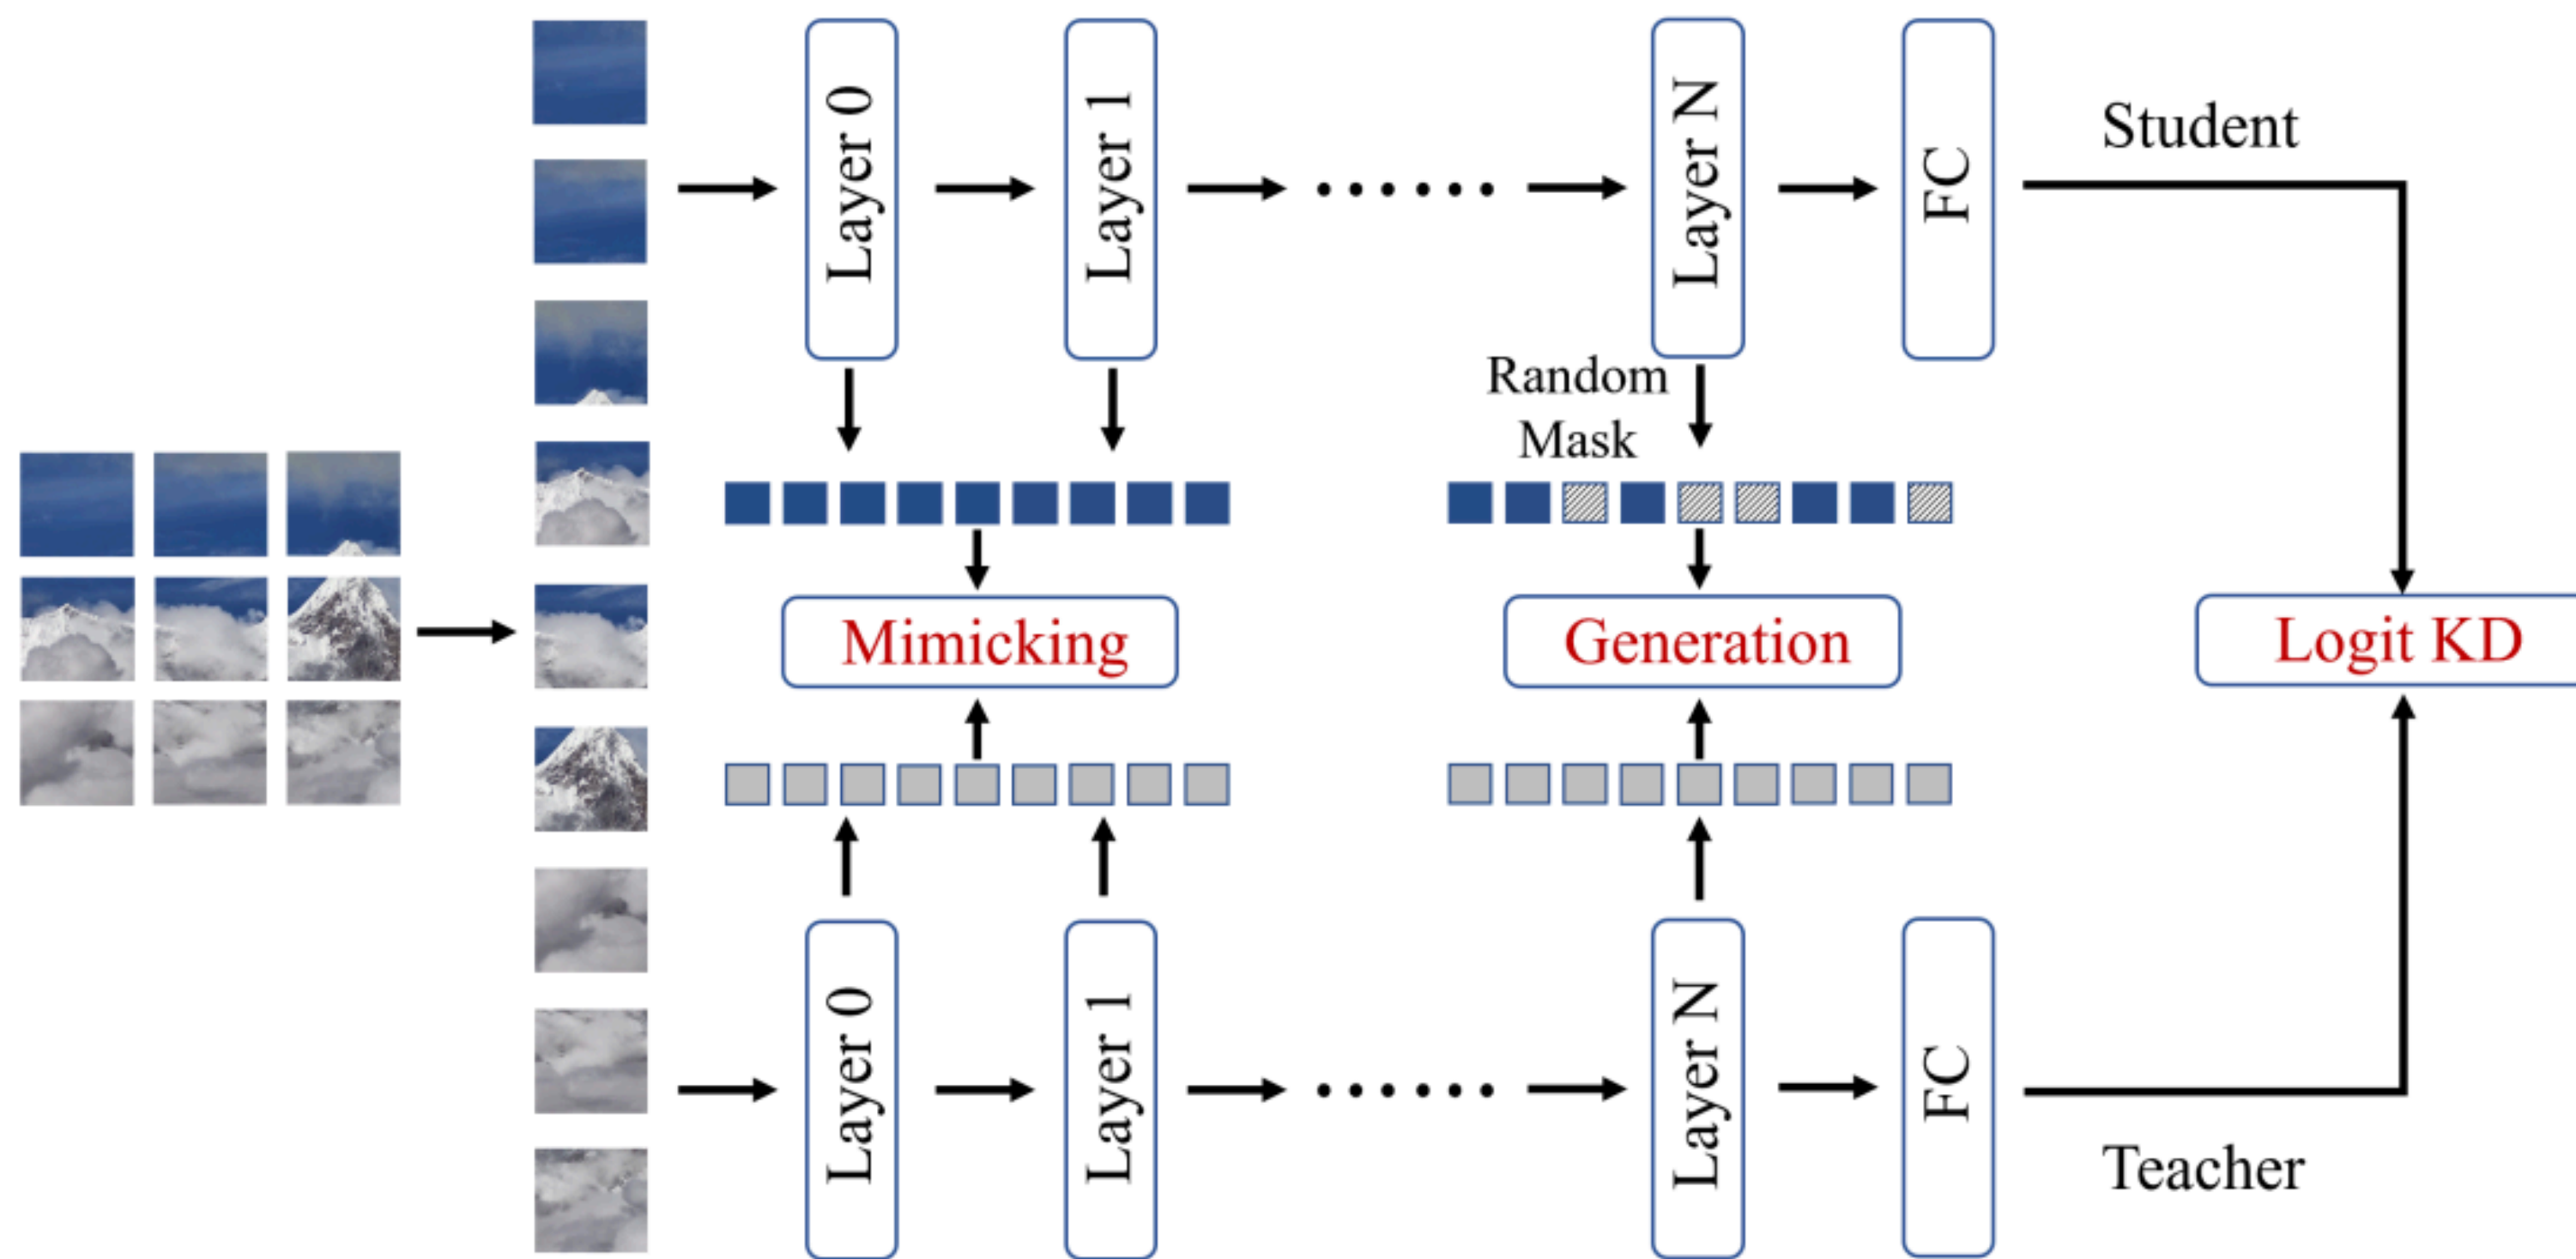 Layer 0
Layer 1
Layer N
FC
Student
Random
Mask
Mimicking
Generation
Logit KD
Layer 0
Layer 1
Layer N
FC
Teacher